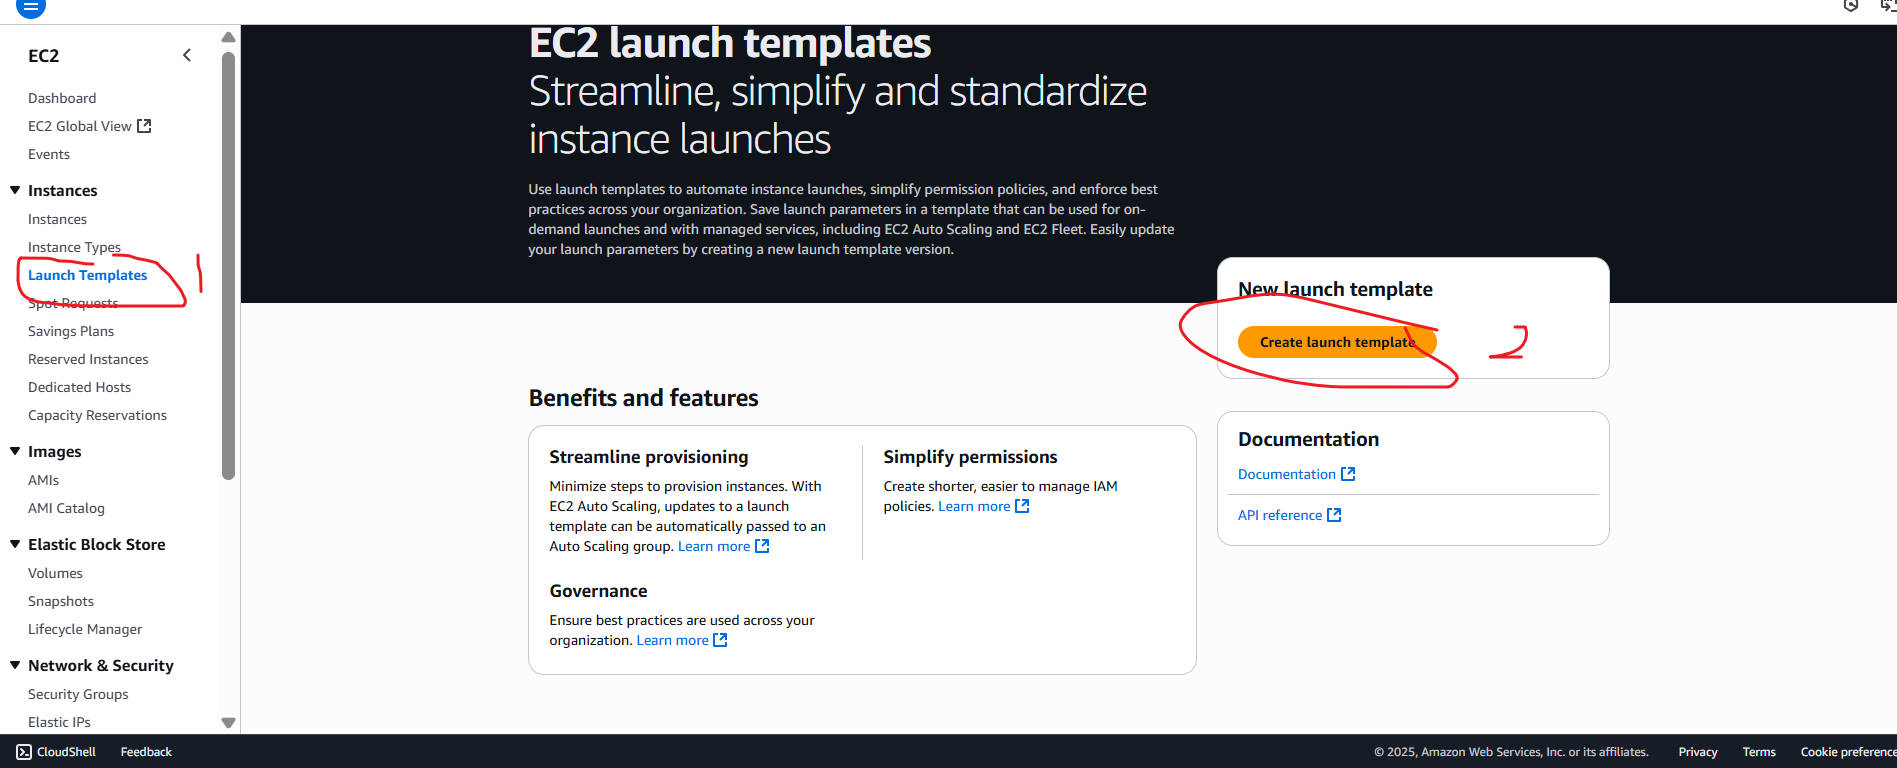 EC2
Dashboard
EC2 Global View
Events
Instances
Instances
Instance Types
Launch Templates
1
Spot Requests
Savings Plans
Reserved Instances
Dedicated Hosts
Capacity Reservations
Images
AMIs
AMI Catalog
Elastic Block Store
Volumes
Snapshots
Lifecycle Manager
Network & Security
Security Groups
Elastic IPs
EC2 launch templates
Streamline, simplify and standardize
instance launches
Use launch templates to automate instance launches, simplify permission policies, and enforce best
practices across your organization. Save launch parameters in a template that can be used for on-
demand launches and with managed services, including EC2 Auto Scaling and EC2 Fleet. Easily update
your launch parameters by creating a new launch template version.
New launch template
Create launch template
2
Benefits and features
Streamline provisioning
Minimize steps to provision instances. With
EC2 Auto Scaling, updates to a launch
template can be automatically passed to an
Auto Scaling group. Learn more
Simplify permissions
Create shorter, easier to manage IAM
policies. Learn more
Governance
Ensure best practices are used across your
organization. Learn more
Documentation
Documentation
API reference
CloudShell
Feedback
© 2025, Amazon Web Services, Inc. or its affiliates.
Privacy
Terms
Cookie preference